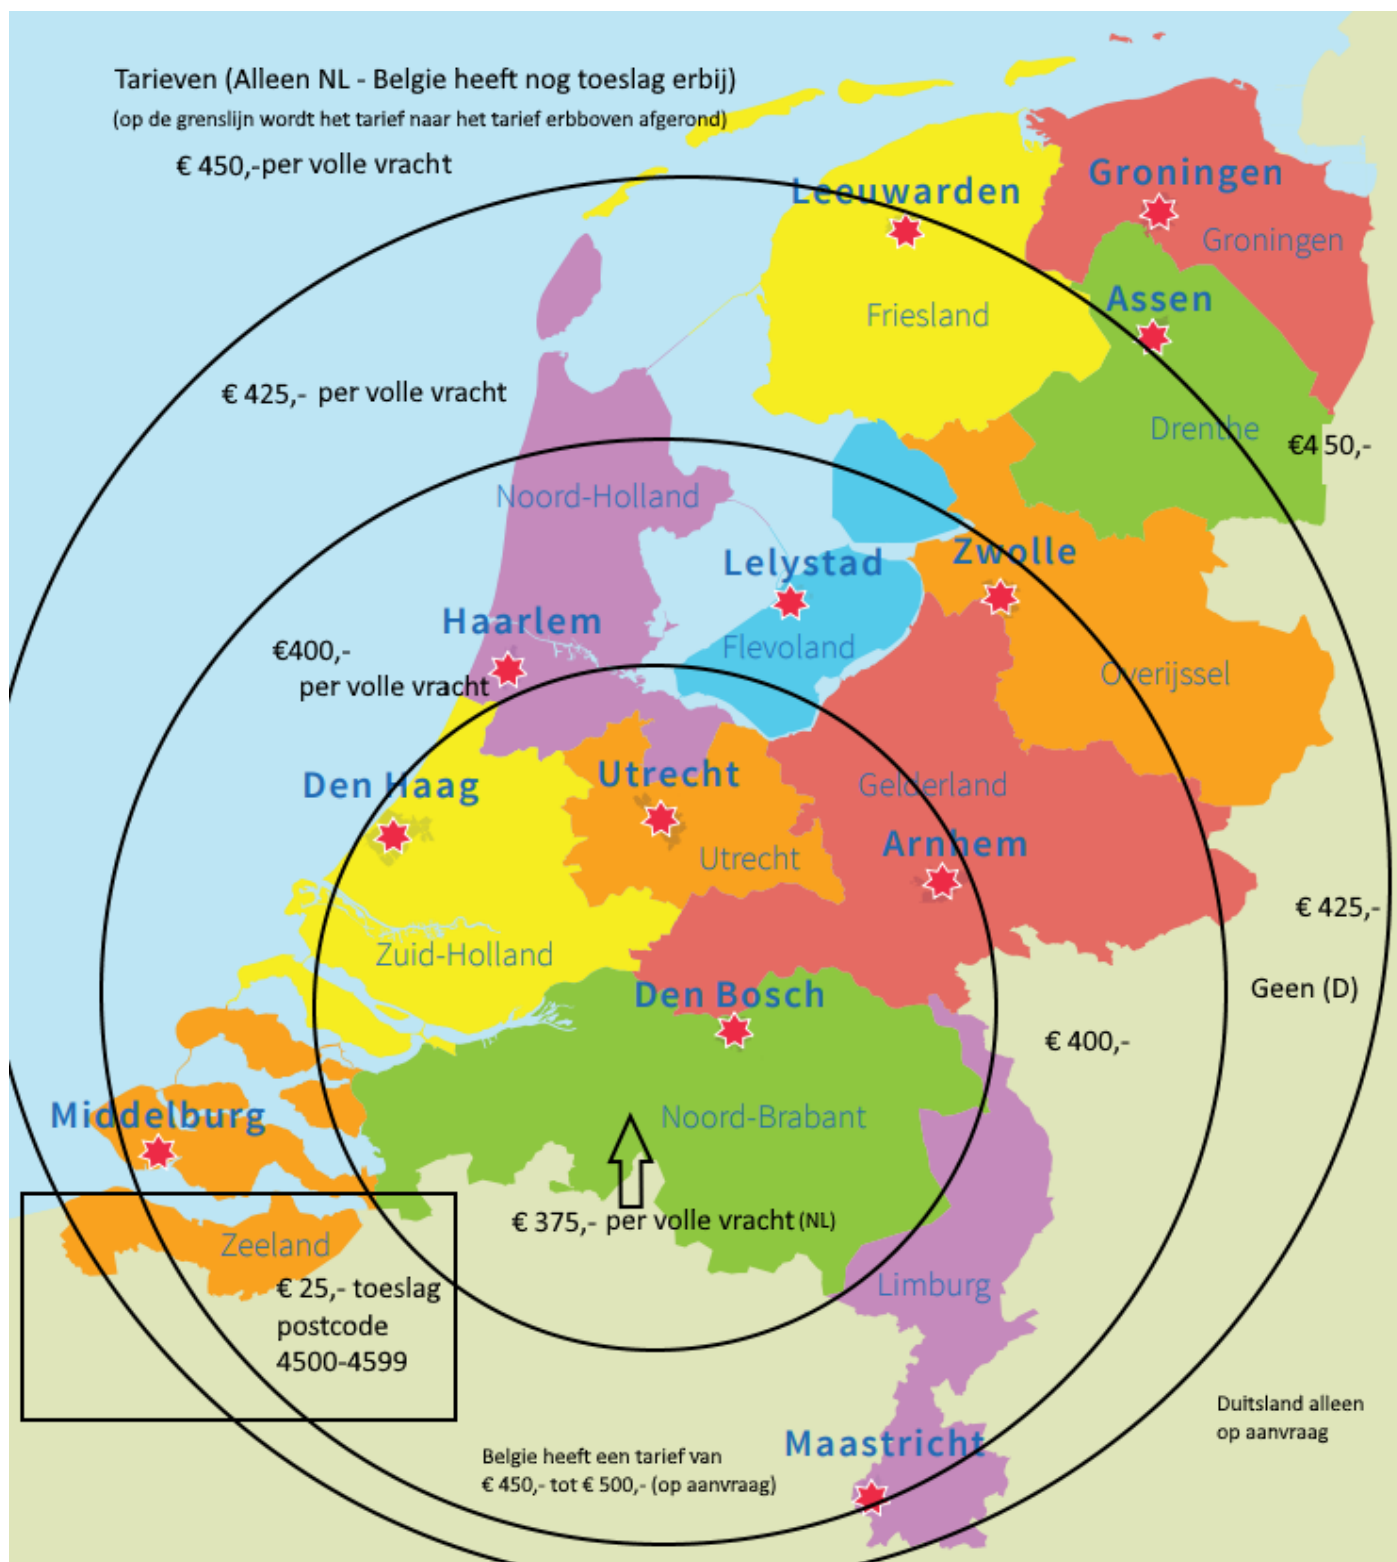 Tarieven (Alleen NL - Belgie heeft nog toeslag erbij)
(op de grenslijn wordt het tarief naar het tarief erbboven afgerond)
€ 450,-per volle vracht
Leeuwarden
Groningen
Groningen
Assen
Friesland
€ 425,- per volle vracht
Drenthe
€4 50,-
Noord-Holland
Zwolle
Lelystad
Haarlem
Flevoland
€400,-
per volle vracht
Overijssel
Den Haag
Utrecht
Gelderland
Arnhem
Utrecht
€ 425,-
Zuid-Holland
Den Bosch
Geen (D)
€ 400,-
Middelburg
Noord-Brabant
€ 375,- per volle vracht (NL)
Zeeland
€ 25,- toeslag
postcode
4500-4599
Limburg
Duitsland alleen
op aanvraag
Maastricht
Belgie heeft een tarief van
€ 450,- tot € 500,- (op aanvraag)